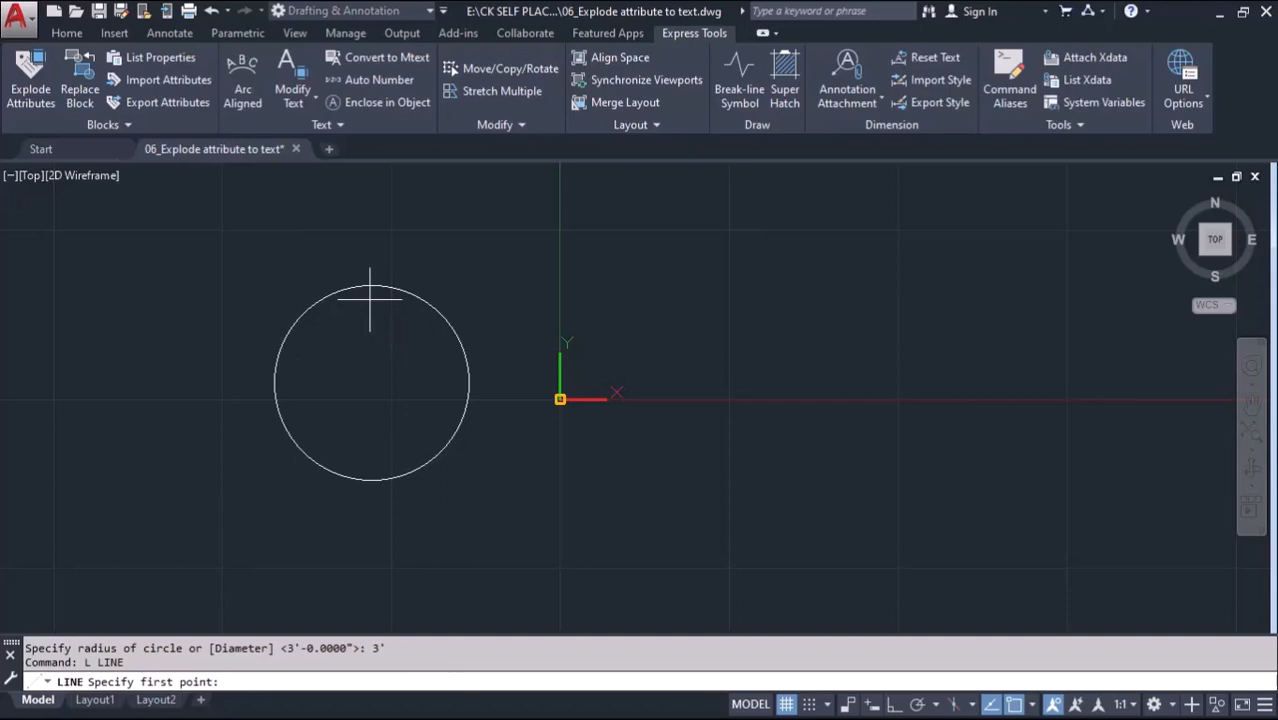 A Drafting & Annotation E:\CK SELF PLAC...\06_Explode attribute to text.dwg Type a keyword or phrase Sign In
Home Insert Annotate Parametric View Manage Output Add-ins Collaborate Featured Apps Express Tools
Explode Attributes
Replace Block
List Properties
Import Attributes
Export Attributes
Arc Aligned
Modify Text
Convert to Mtext
Auto Number
Enclose in Object
Move/Copy/Rotate
Stretch Multiple
Align Space
Synchronize Viewports
Merge Layout
Break-line Symbol
Super Hatch
Annotation Attachment
Reset Text
Import Style
Export Style
Command Aliases
Attach Xdata
List Xdata
System Variables
URL Options
Blocks Text Modify Layout Draw Dimension Tools Web
Start 06_Explode attribute to text*
[−][Top][2D Wireframe]
N
W TOP E
S
WCS
Y
X
Specify radius of circle or [Diameter] <3'-0.0000">: 3'
Command: L LINE
LINE Specify first point:
Model Layout1 Layout2 MODEL 1:1